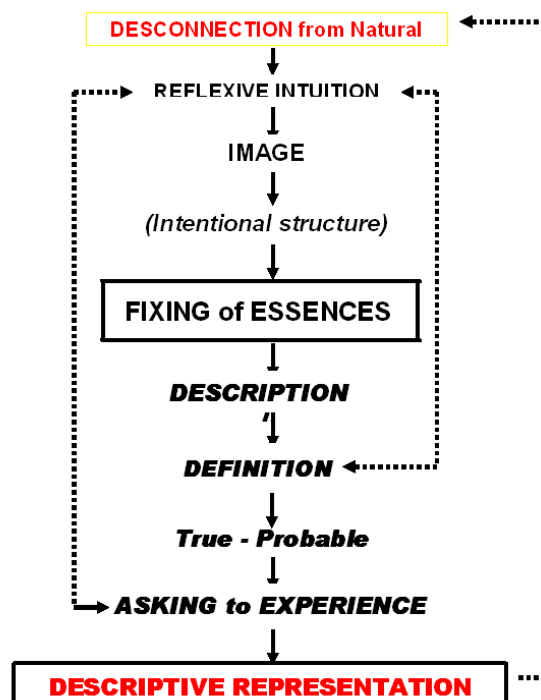 DESCONNECTION from Natural
REFLEXIVE INTUITION
IMAGE
(Intentional structure)
FIXING of ESSENCES
DESCRIPTION
,
DEFINITION
True - Probable
ASKING to EXPERIENCE
DESCRIPTIVE REPRESENTATION